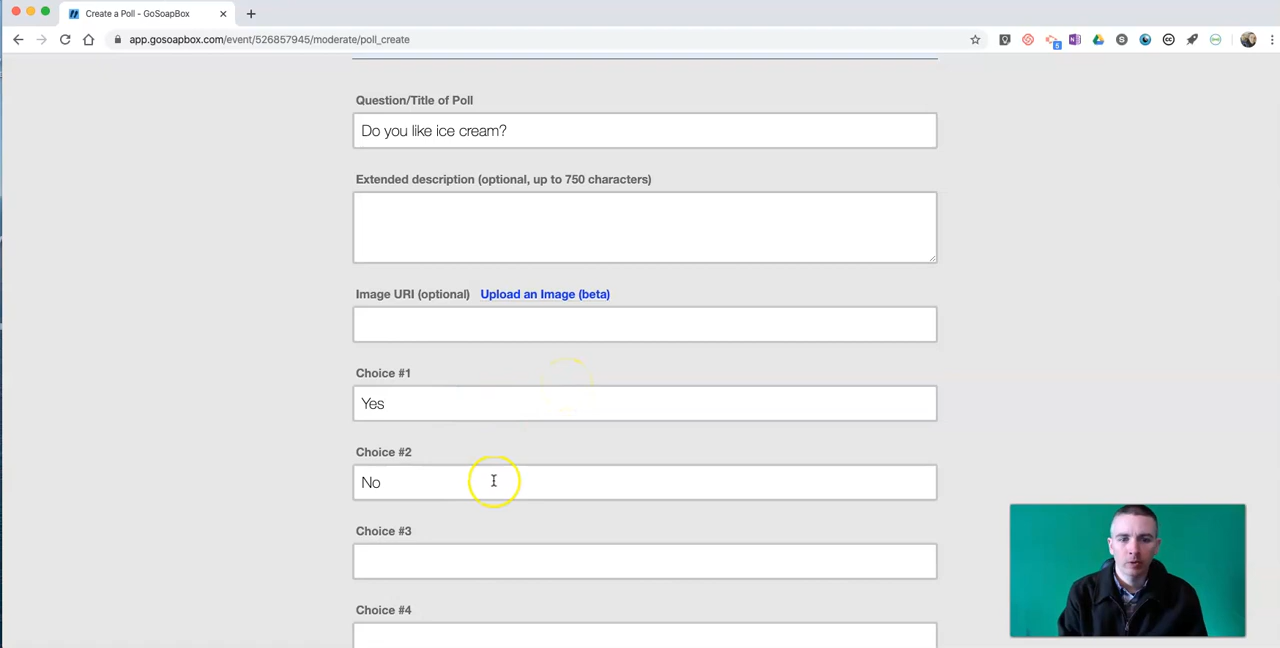 Create a Poll - GoSoapBox
app.gosoapbox.com/event/526857945/moderate/poll_create
5
Question/Title of Poll
Do you like ice cream?
Extended description (optional, up to 750 characters)
Image URI (optional) Upload an Image (beta)
Choice #1
Yes
Choice #2
No
Choice #3
Choice #4